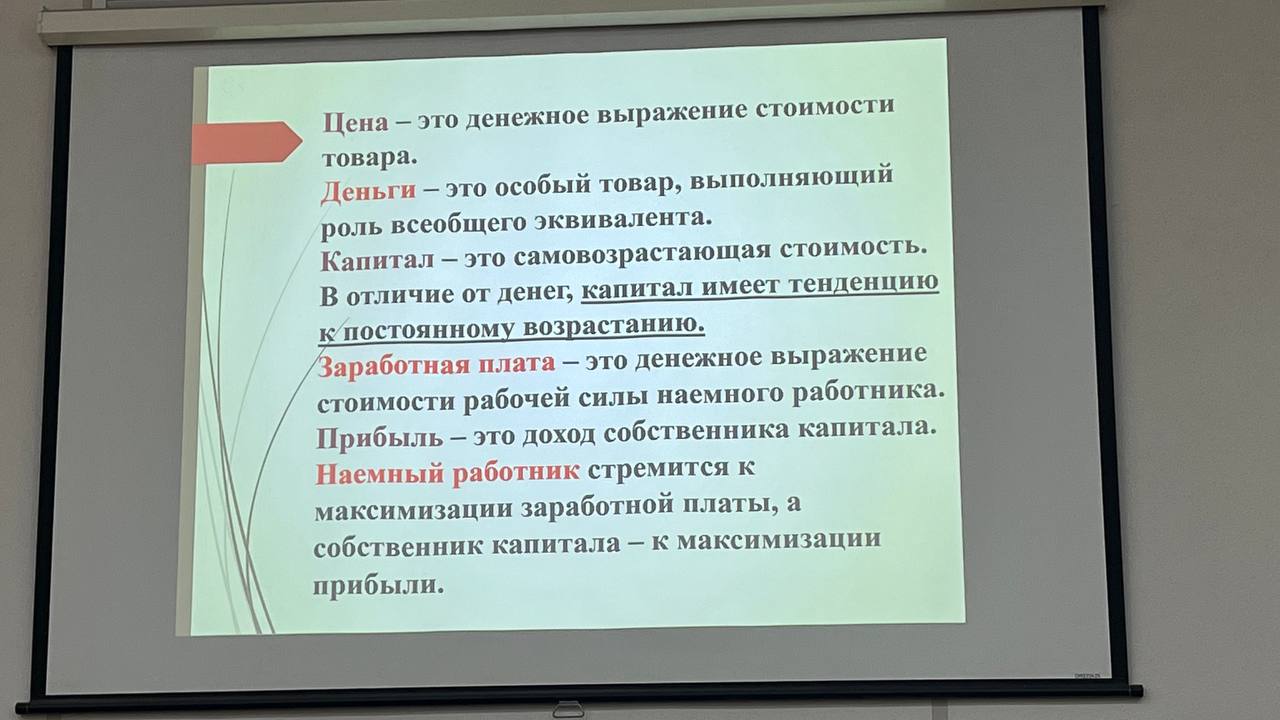 Цена – это денежное выражение стоимости
товара.
Деньги – это особый товар, выполняющий
роль всеобщего эквивалента.
Капитал – это самовозрастающая стоимость.
В отличие от денег, капитал имеет тенденцию
к постоянному возрастанию.
Заработная плата – это денежное выражение
стоимости рабочей силы наемного работника.
Прибыль – это доход собственника капитала.
Наемный работник стремится к
максимизации заработной платы, а
собственник капитала – к максимизации
прибыли.